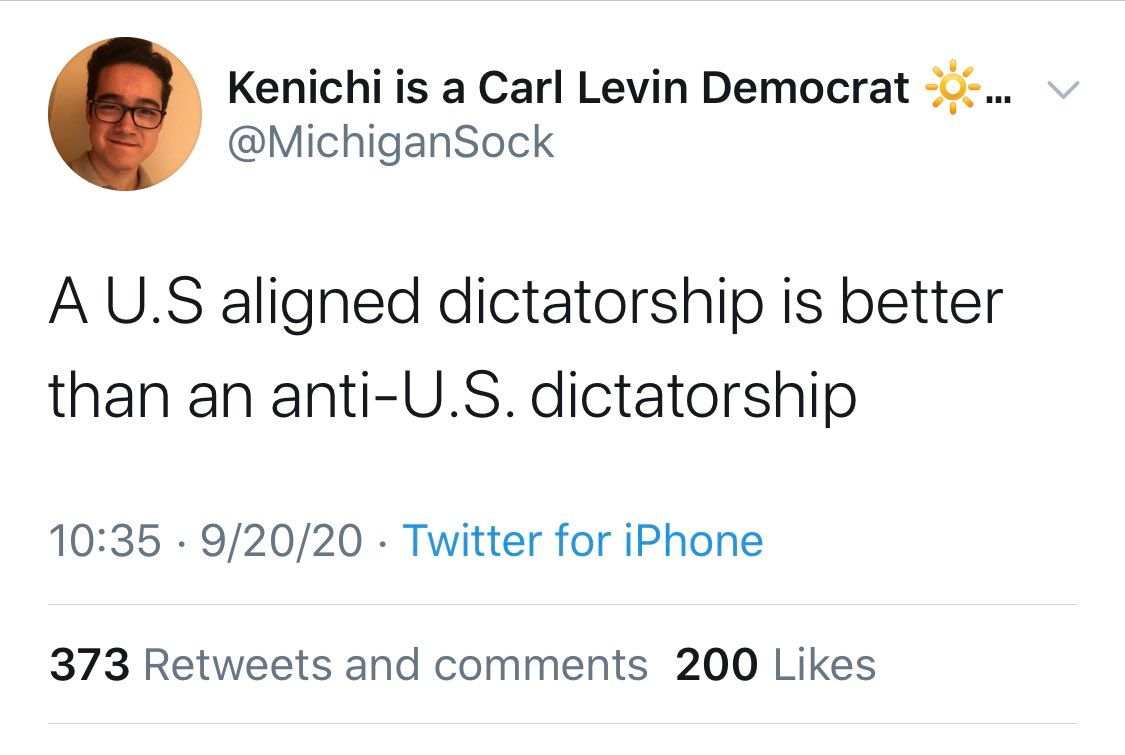 Kenichi is a Carl Levin Democrat ☀️...
@MichiganSock
A U.S aligned dictatorship is better
than an anti-U.S. dictatorship
10:35 · 9/20/20 · Twitter for iPhone
373 Retweets and comments 200 Likes